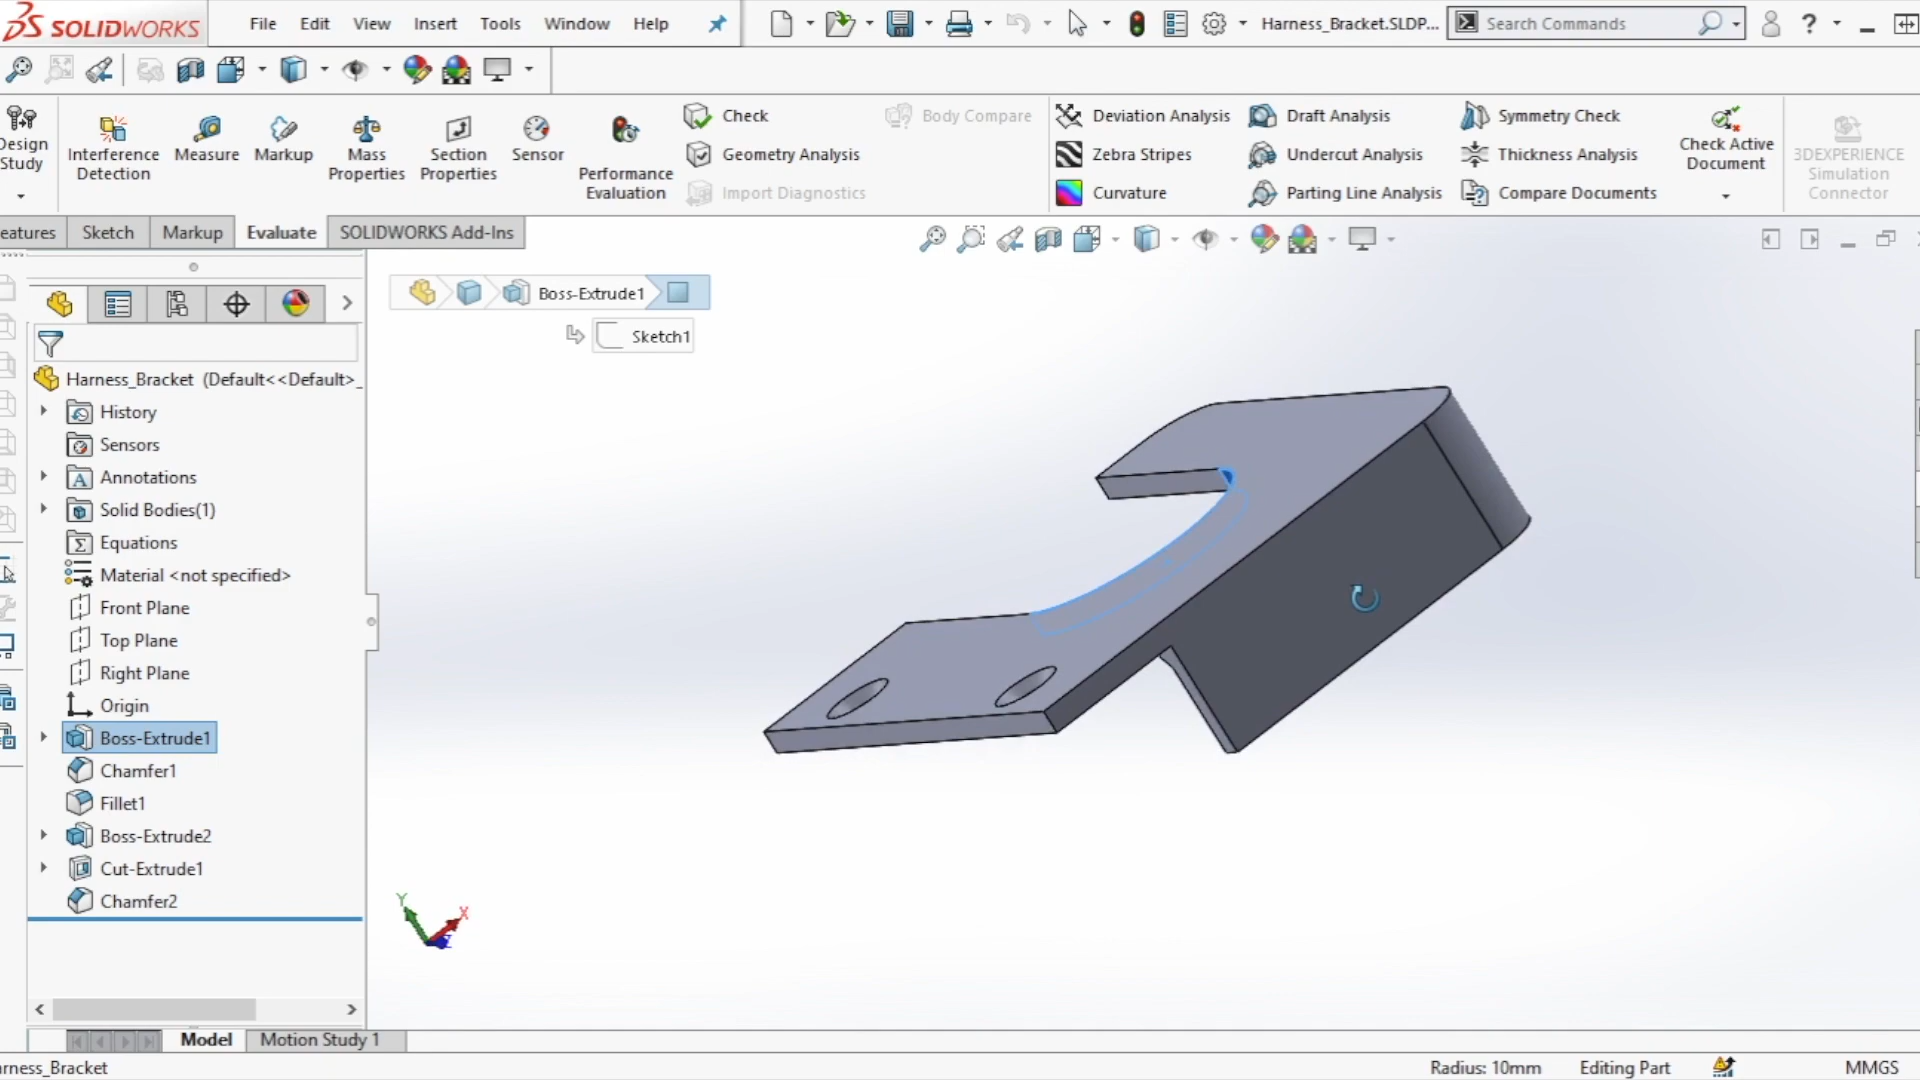 SOLIDWORKS File Edit View Insert Tools Window Help Harness_Bracket.SLDP... Search Commands ?
Design Study
Interference Detection
Measure
Markup
Mass Properties
Section Properties
Sensor
Performance Evaluation
Check
Geometry Analysis
Import Diagnostics
Body Compare
Deviation Analysis
Zebra Stripes
Curvature
Draft Analysis
Undercut Analysis
Parting Line Analysis
Symmetry Check
Thickness Analysis
Compare Documents
Check Active Document
3DEXPERIENCE Simulation Connector
eatures Sketch Markup Evaluate SOLIDWORKS Add-Ins
Boss-Extrude1
Sketch1
Harness_Bracket (Default<<Default>_
History
Sensors
Annotations
Solid Bodies(1)
Equations
Material <not specified>
Front Plane
Top Plane
Right Plane
Origin
Boss-Extrude1
Chamfer1
Fillet1
Boss-Extrude2
Cut-Extrude1
Chamfer2
Y X Z
Model Motion Study 1
rness_Bracket Radius: 10mm Editing Part MMGS